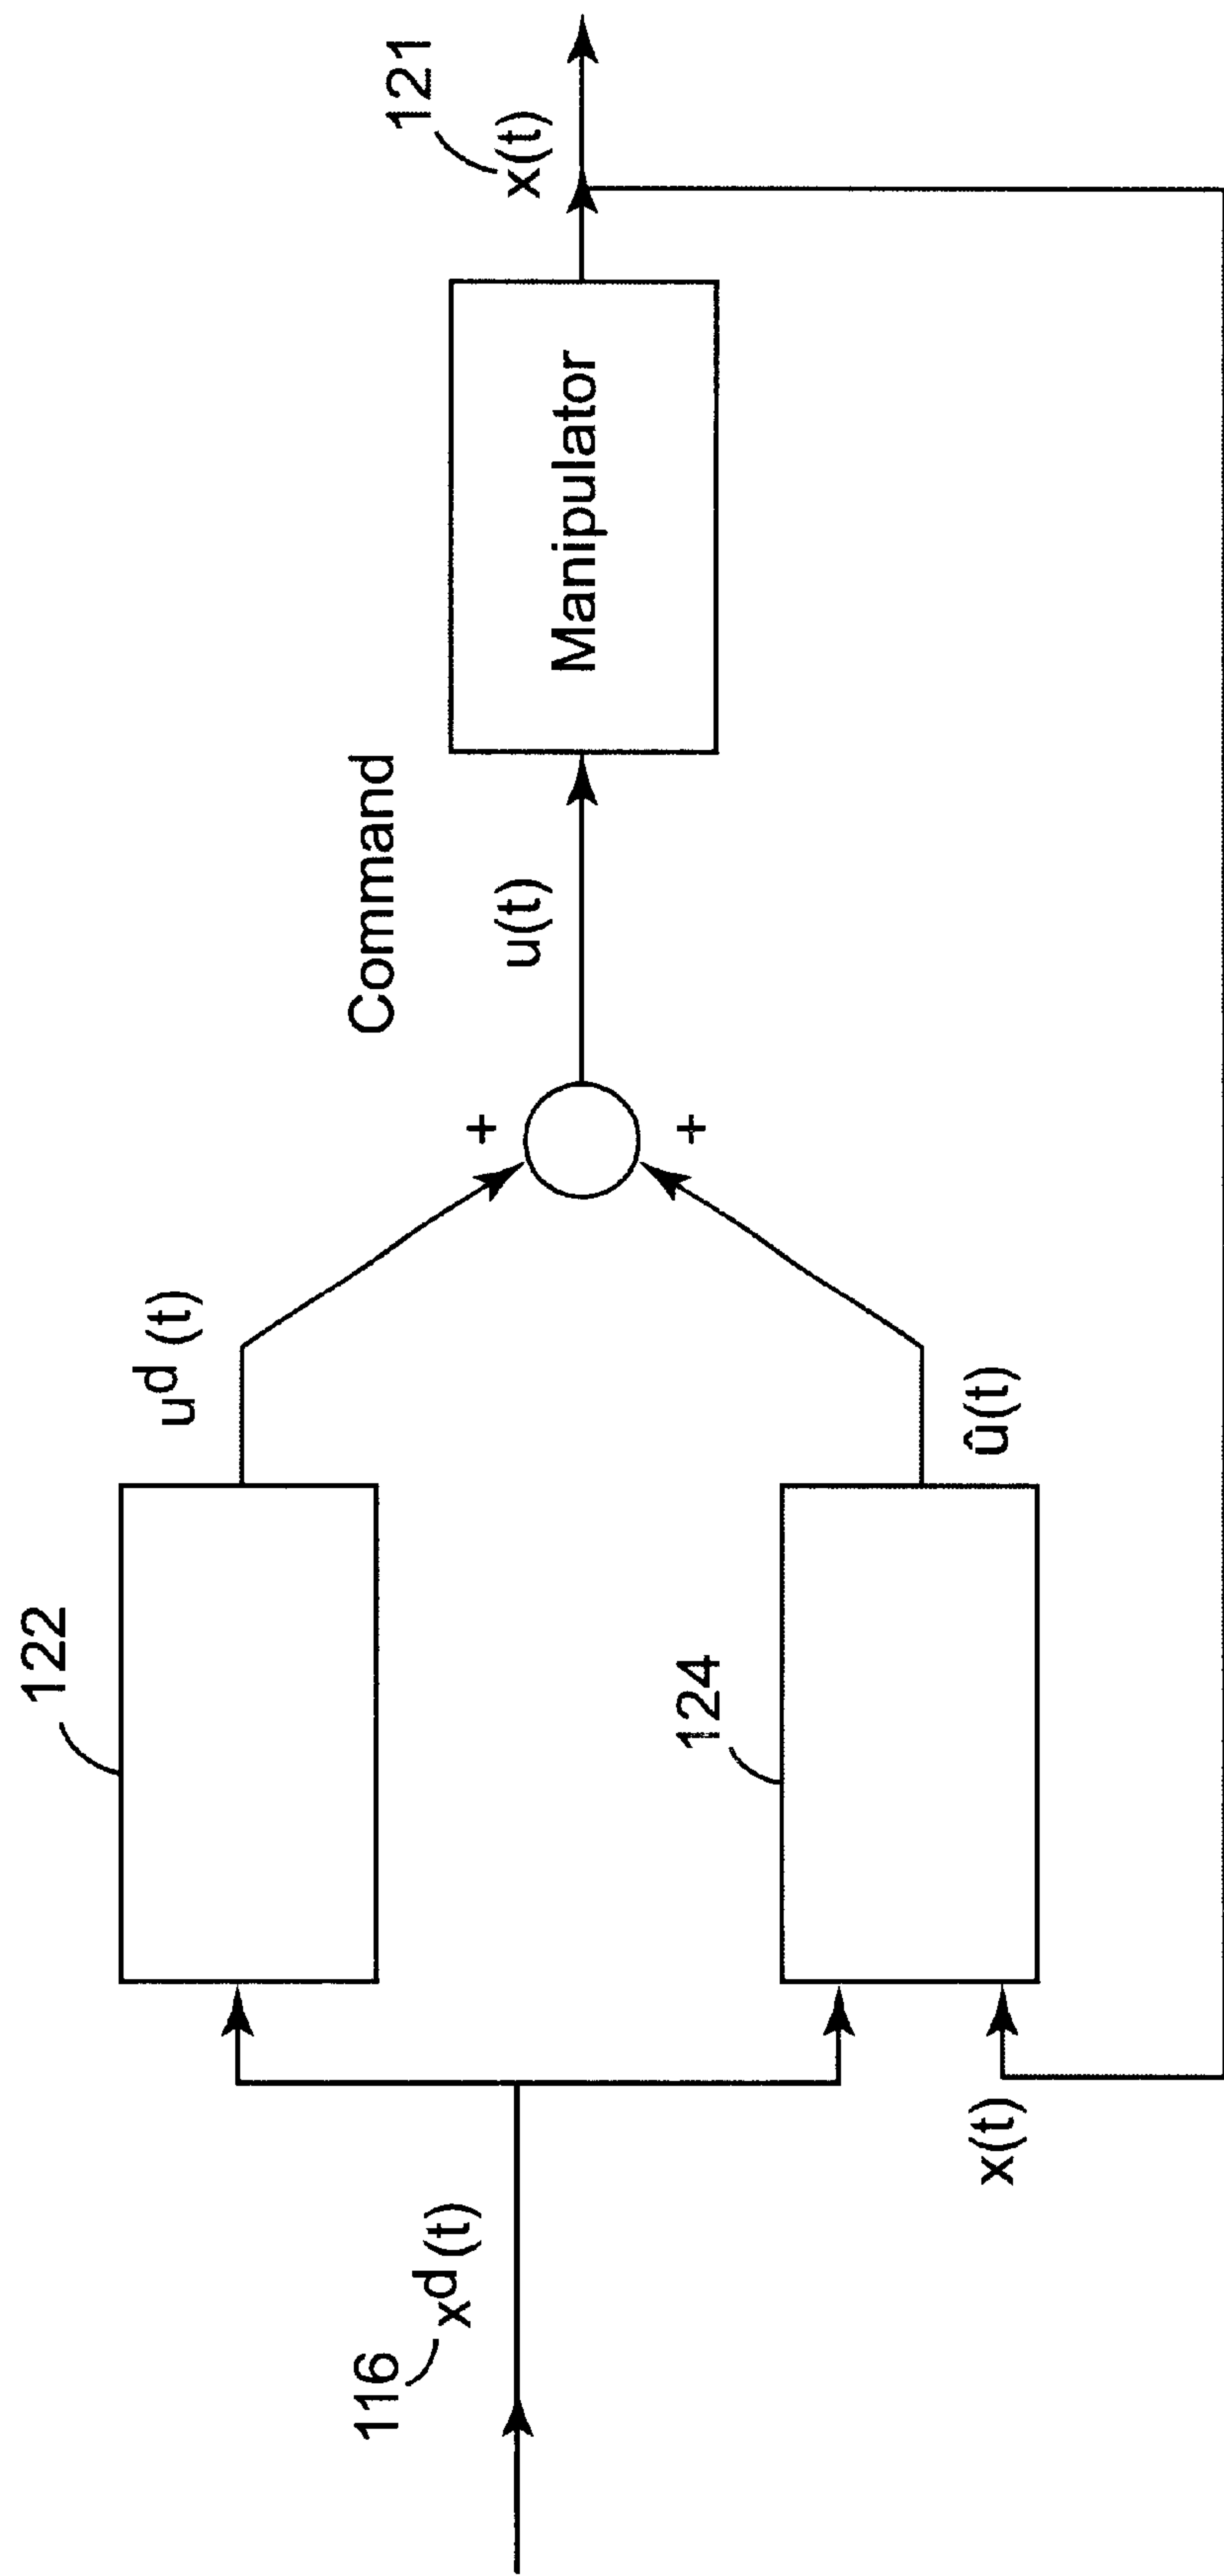 122
u^d (t)
116
x^d (t)
+
Command
u(t)
Manipulator
121
x(t)
124
+
û(t)
x(t)